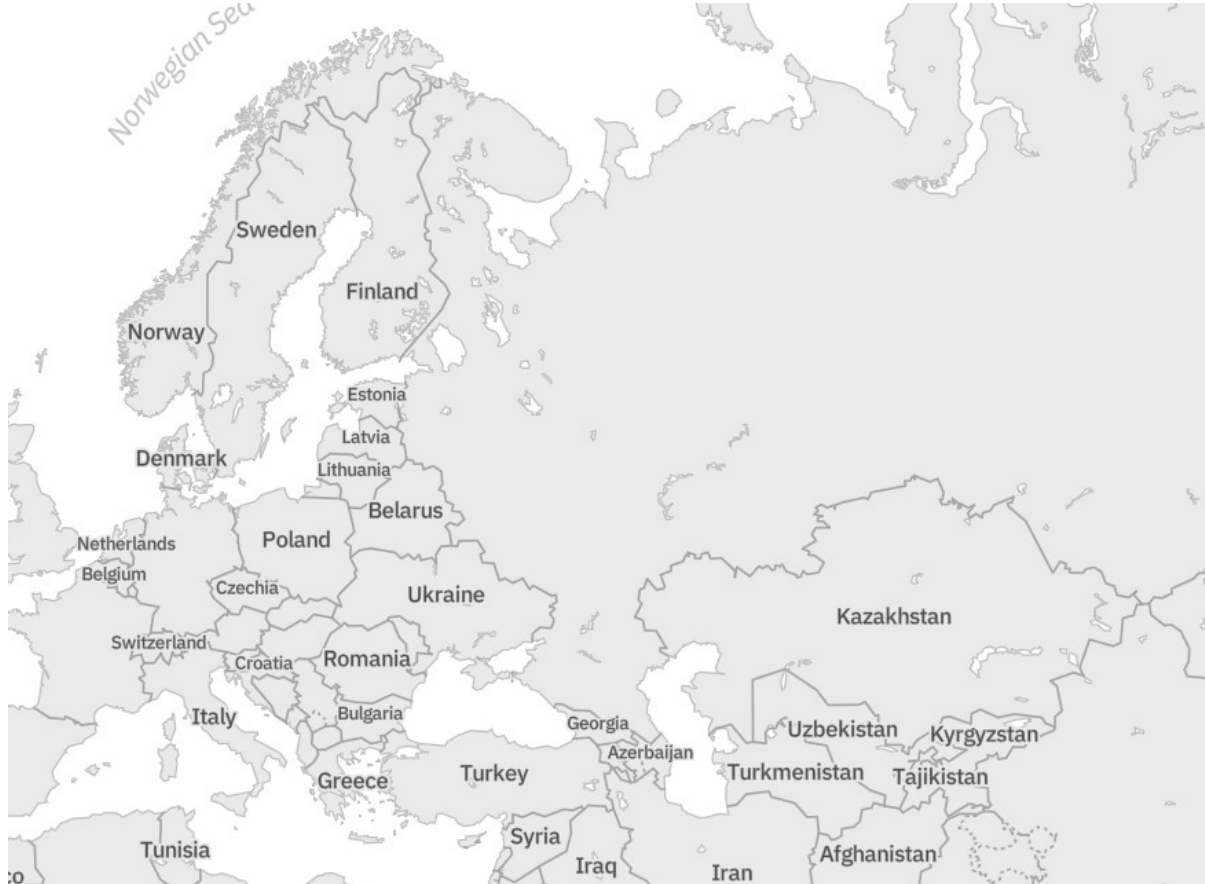 Norwegian Sea
Sweden
Finland
Norway
Estonia
Latvia
Denmark
Lithuania
Belarus
Netherlands
Poland
Belgium
Czechia
Ukraine
Kazakhstan
Switzerland
Croatia
Romania
Italy
Bulgaria
Georgia
Uzbekistan
Kyrgyzstan
Azerbaijan
Greece
Turkey
Turkmenistan
Tajikistan
Syria
Tunisia
Iraq
Iran
Afghanistan
co